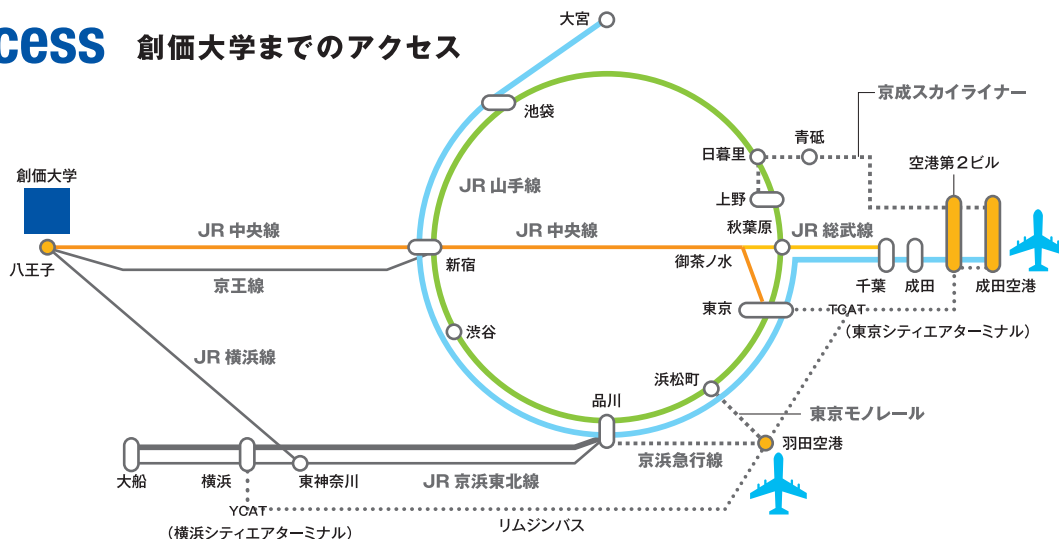 cess 創価大学までのアクセス
大宮
池袋
京成スカイライナー
青砥
日暮里
空港第2ビル
創価大学
JR 山手線
上野
秋葉原
JR 中央線
JR 中央線
JR 総武線
八王子
新宿
御茶ノ水
京王線
千葉
成田
成田空港
東京
TCAT
(東京シティエアターミナル)
渋谷
JR 横浜線
浜松町
品川
東京モノレール
羽田空港
京浜急行線
大船
横浜
東神奈川
JR 京浜東北線
YCAT
(横浜シティエアターミナル)
リムジンバス